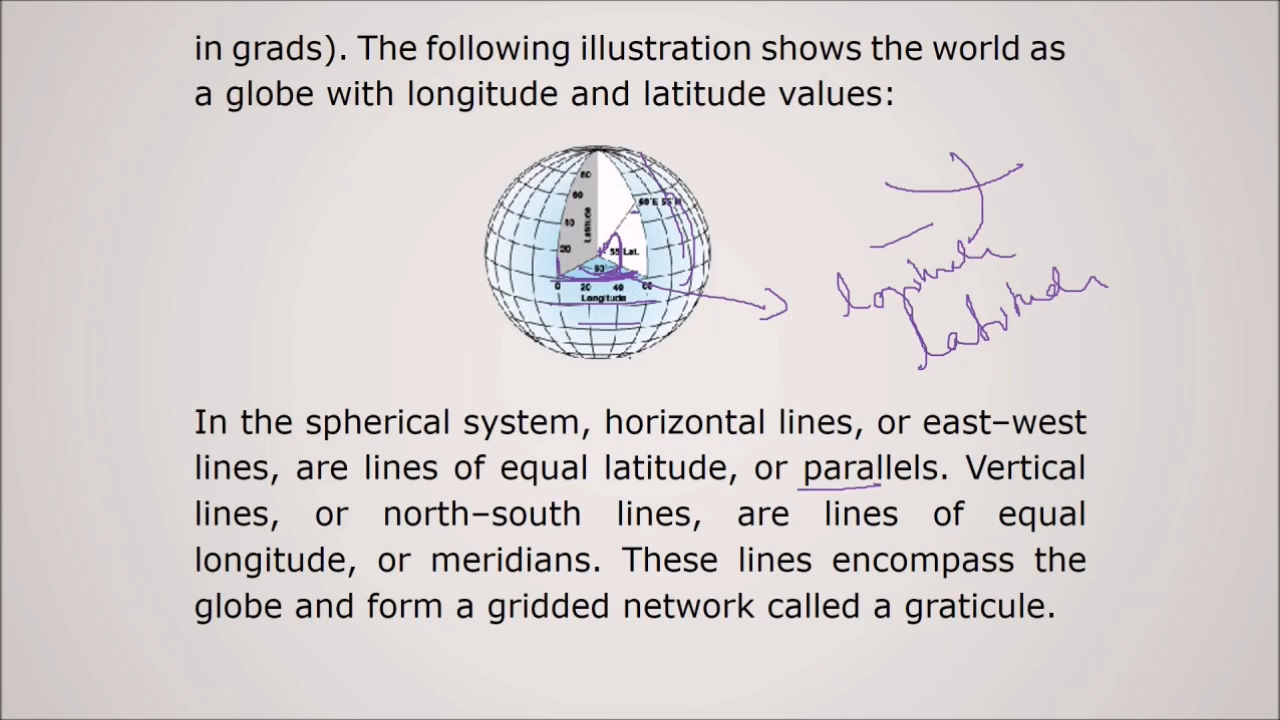 in grads). The following illustration shows the world as
a globe with longitude and latitude values:
80
60
40
20
Latitude
60°E 55°N
55 Lat.
60
0 20 40 60
Longitude
Latitude
In the spherical system, horizontal lines, or east–west
lines, are lines of equal latitude, or parallels. Vertical
lines, or north–south lines, are lines of equal
longitude, or meridians. These lines encompass the
globe and form a gridded network called a graticule.